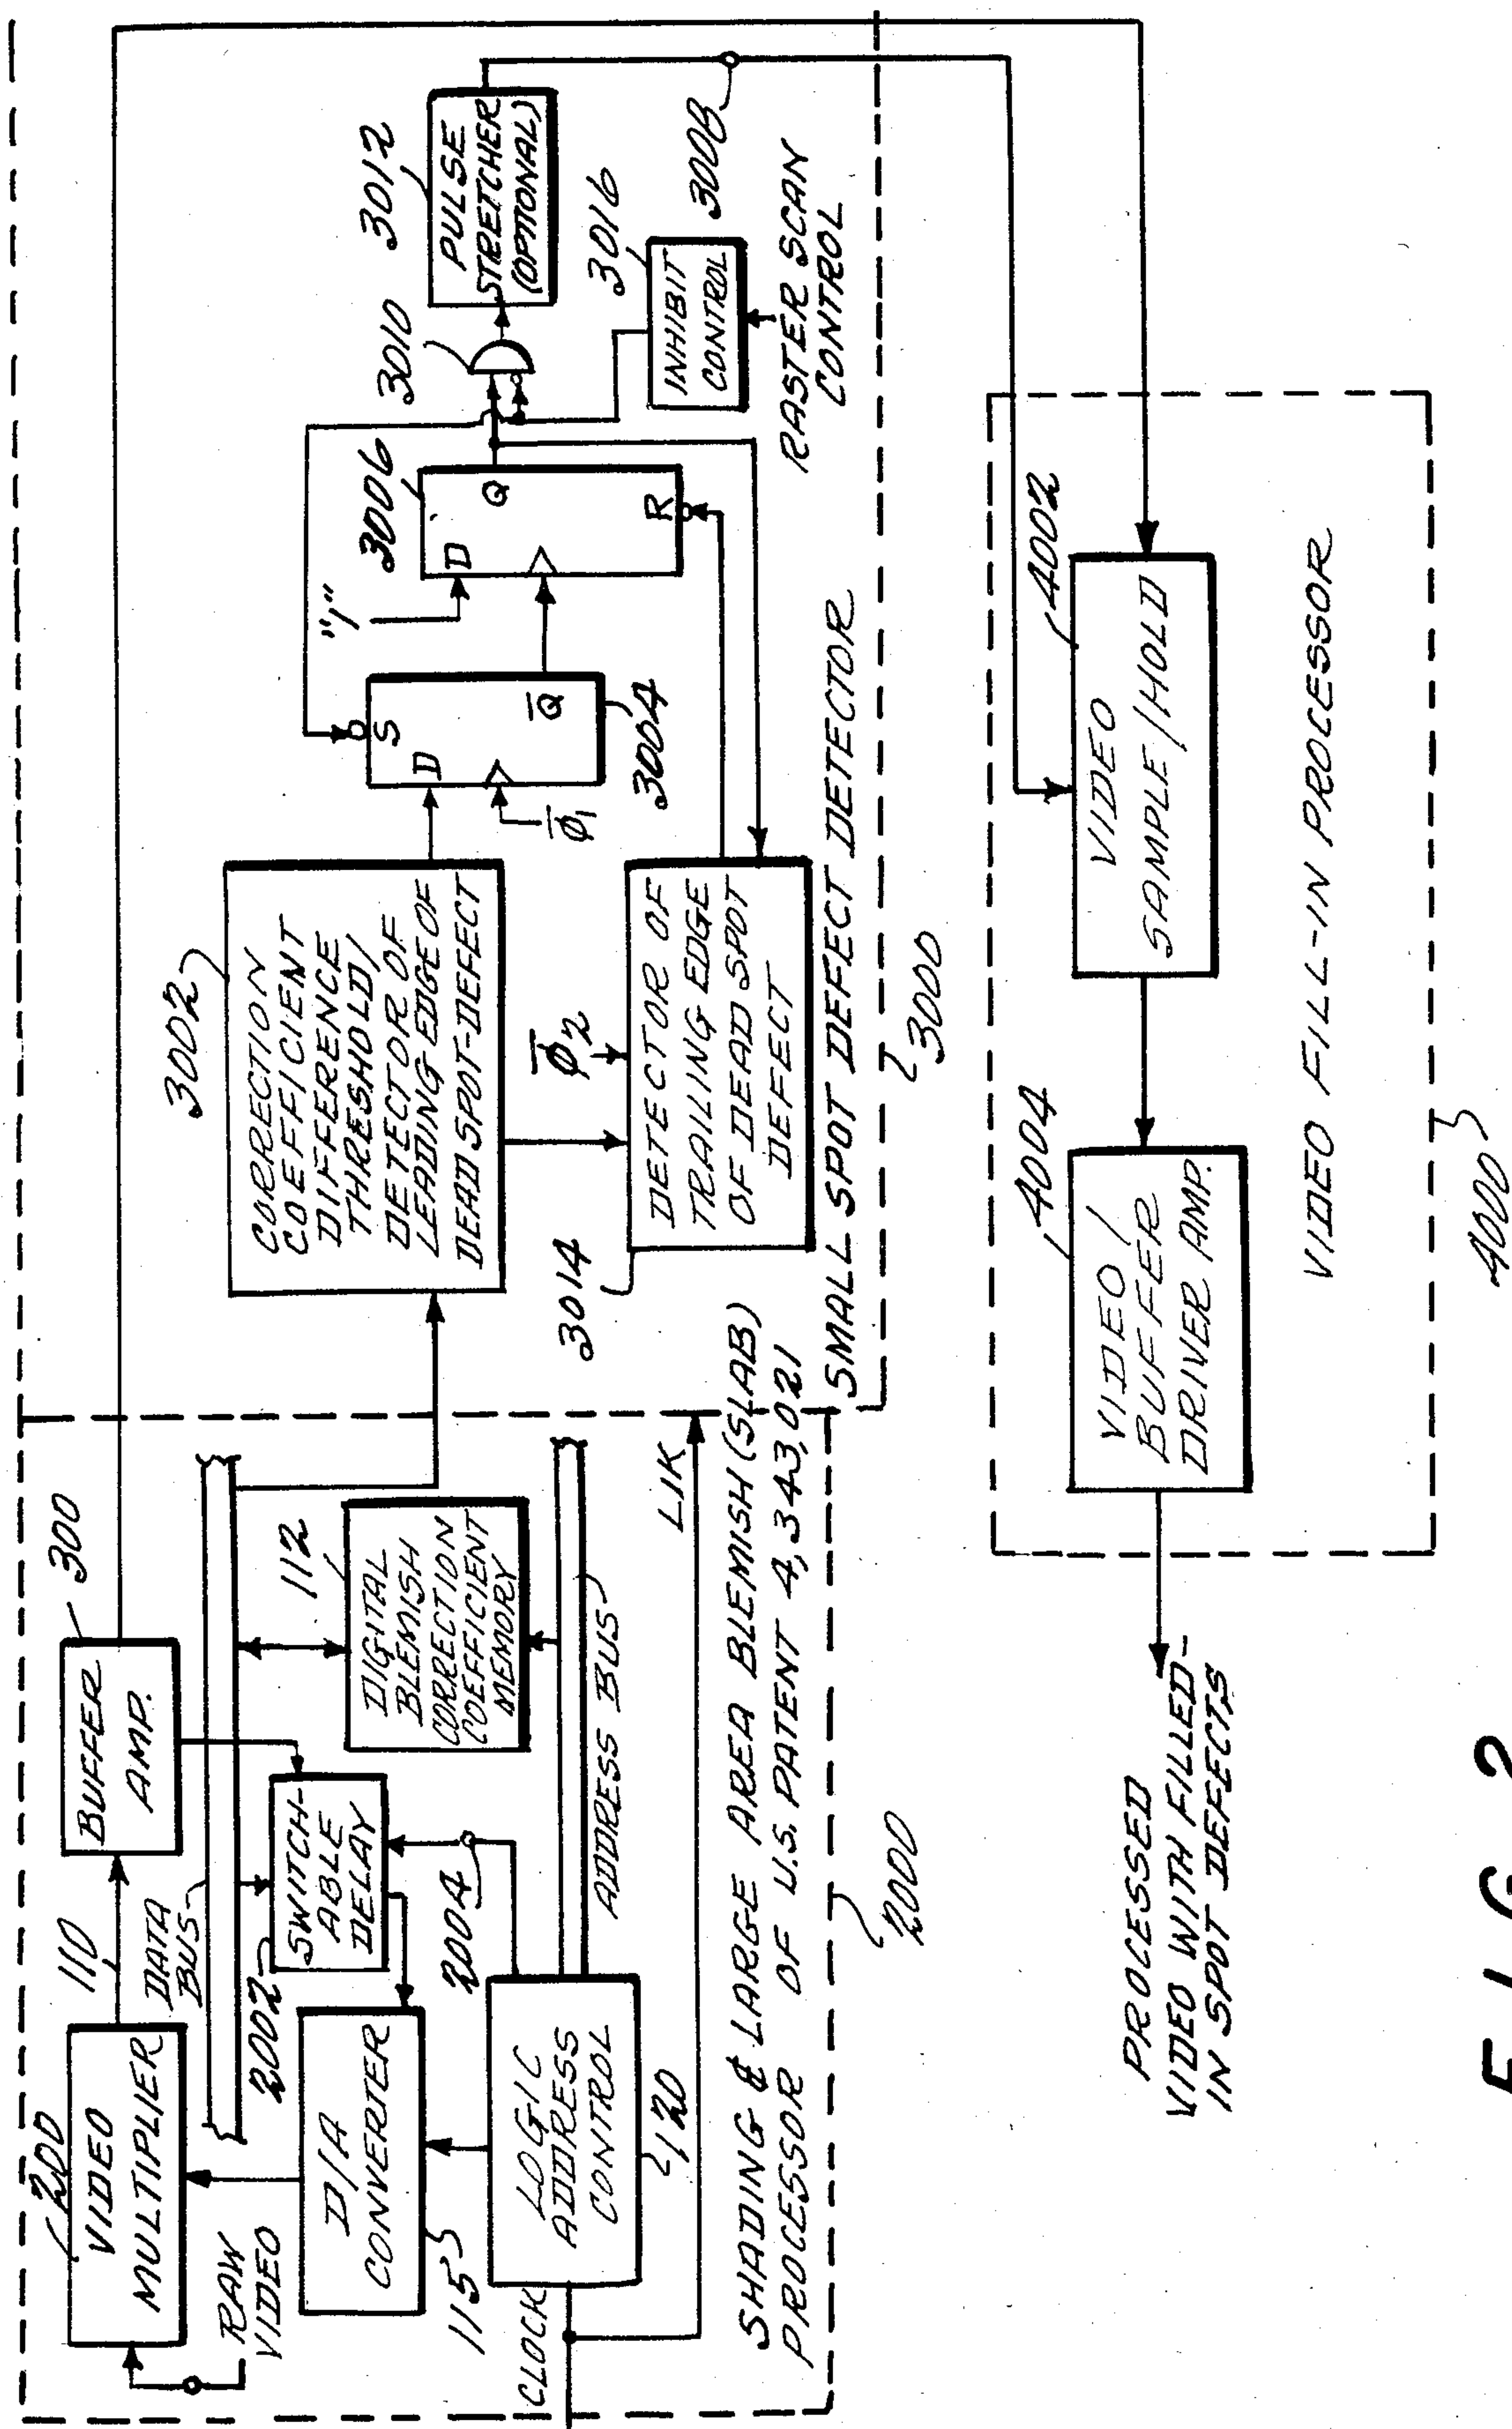 200
VIDEO
MULTIPLIER
RAW
VIDEO
110
BUFFER
AMP.
300
DATA
BUS
2002
SWITCH-
ABLE
DELAY
2004
112
DIGITAL
BLEMISH
CORRECTION
COEFFICIENT
MEMORY
D/A
CONVERTER
115
LOGIC
ADDRESS
CONTROL
120
CLOCK
ADDRESS BUS
SHADING & LARGE AREA BLEMISH (SLAB)
PROCESSOR OF U.S. PATENT 4,343,021
2000
3002
CORRECTION
COEFFICIENT
DIFFERENCE
THRESHOLD/
DETECTOR OF
LEADING EDGE OF
DEAD SPOT-DEFECT
3014
φ̅2
DETECTOR OF
TRAILING EDGE
OF DEAD SPOT
DEFECT
S
D
Q̅
φ̅1
3004
"1"
3006
D
Q
R
3010
3012
PULSE
STRETCHER
(OPTIONAL)
3016
INHIBIT
CONTROL
3008
RASTER SCAN
CONTROL
SMALL SPOT DEFECT DETECTOR
3000
4004
VIDEO/
BUFFER
DRIVER AMP.
4002
VIDEO
SAMPLE/HOLD
VIDEO FILL-IN PROCESSOR
4000
PROCESSED
VIDEO WITH FILLED-
IN SPOT DEFECTS
FIG. 2